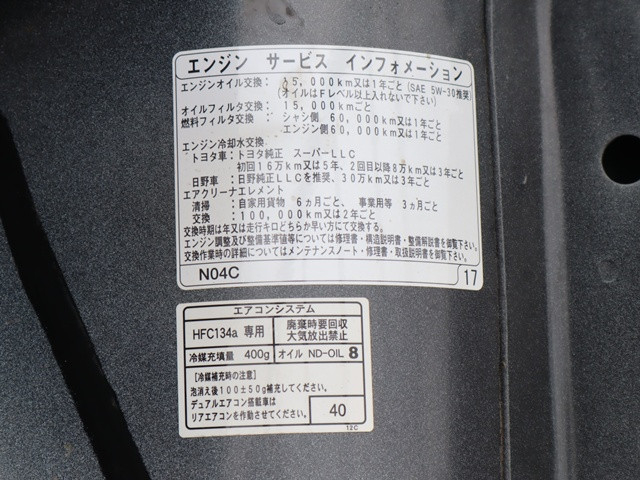 エンジン サービス インフォメーション
エンジンオイル交換： 15,000km又は1年ごと (SAE 5W-30推奨)
(オイルはFレベル以上入れないで下さい)
オイルフィルタ交換： 15,000kmごと
燃料フィルタ交換： シャシ側 60,000km又は1年ごと
エンジン側60,000km又は1年ごと
エンジン冷却水交換
トヨタ車：トヨタ純正 スーパーLLC
初回16万km又は5年、2回目以降8万km又は3年ごと
日野車：日野純正LLCを推奨、30万km又は3年ごと
エアクリーナエレメント
清掃：自家用貨物 6ヵ月ごと、事業用等 3ヵ月ごと
交換：100,000km又は2年ごと
交換時期は年又は走行キロどちらか早い方にて交換する。
エンジン調整及び整備基準値等については修理書・構造説明書・整備解説書を御覧下さい。
交換作業時の詳細についてはメンテナンスノート・修理書・取扱説明書を御覧下さい。
N04C 17
エアコンシステム
HFC134a 専用 廃棄時要回収
大気放出禁止
冷媒充填量 400g オイル ND-OIL 8
[冷媒補充時の注意]
泡消え後100±50g補充してください。
デュアルエアコン搭載車は
リアエアコンを作動させてください。
40
12C